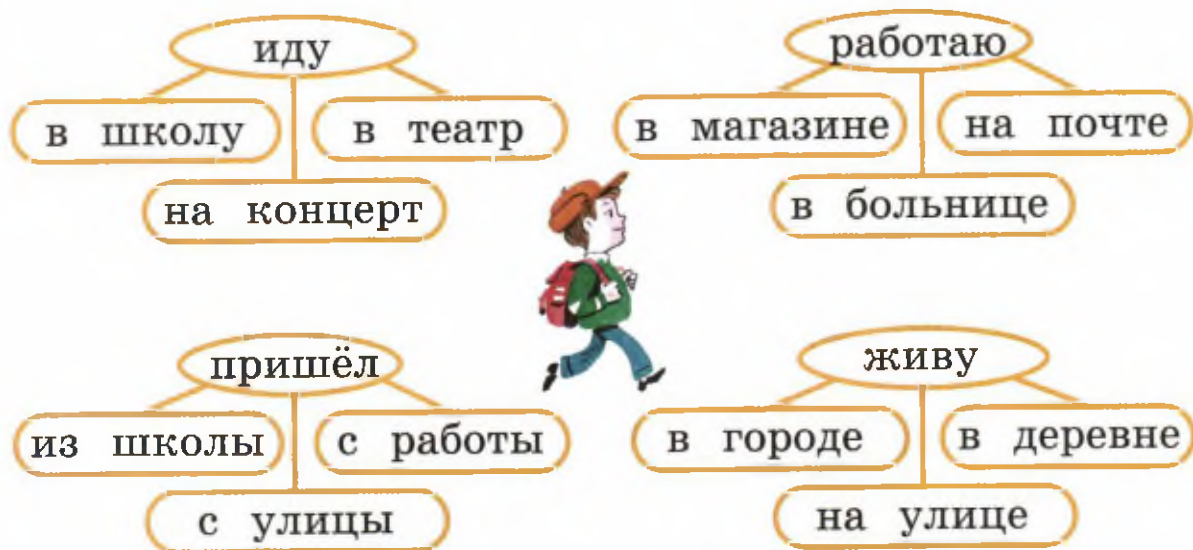 иду
в школу
в театр
на концерт
работаю
в магазине
на почте
в больнице
пришёл
из школы
с работы
с улицы
живу
в городе
в деревне
на улице